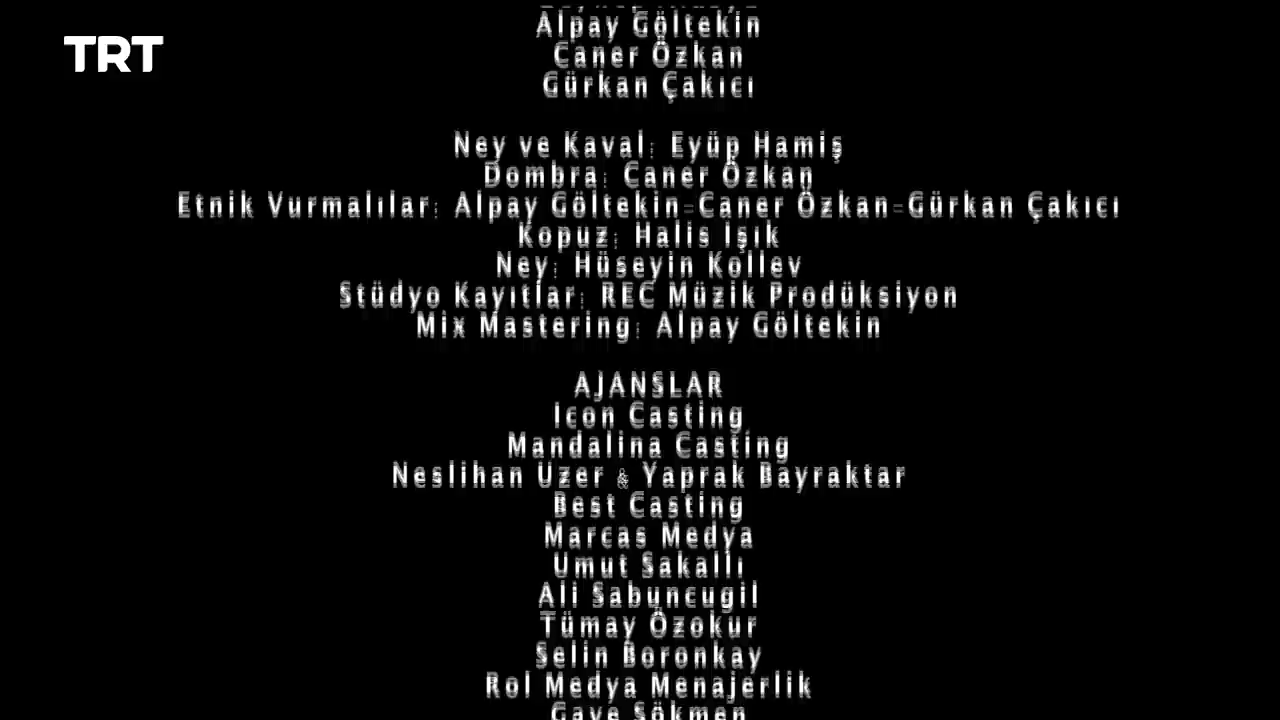 TRT
Alpay Göltekin
Caner Özkan
Gürkan Çakıcı
Ney ve Kaval: Eyüp Hamiş
Dombra: Caner Özkan
Etnik Vurmalılar: Alpay Göltekin-Caner Özkan-Gürkan Çakıcı
Kopuz: Halis Işık
Ney: Hüseyin Kollev
Stüdyo Kayıtlar: REC Müzik Prodüksiyon
Mix Mastering: Alpay Göltekin
AJANSLAR
Icon Casting
Mandalina Casting
Neslihan Uzer & Yaprak Bayraktar
Best Casting
Marcas Medya
Umut Sakallı
Ali Sabuncugil
Tümay Özokur
Selin Boronkay
Rol Medya Menajerlik
Gaye Sökmen